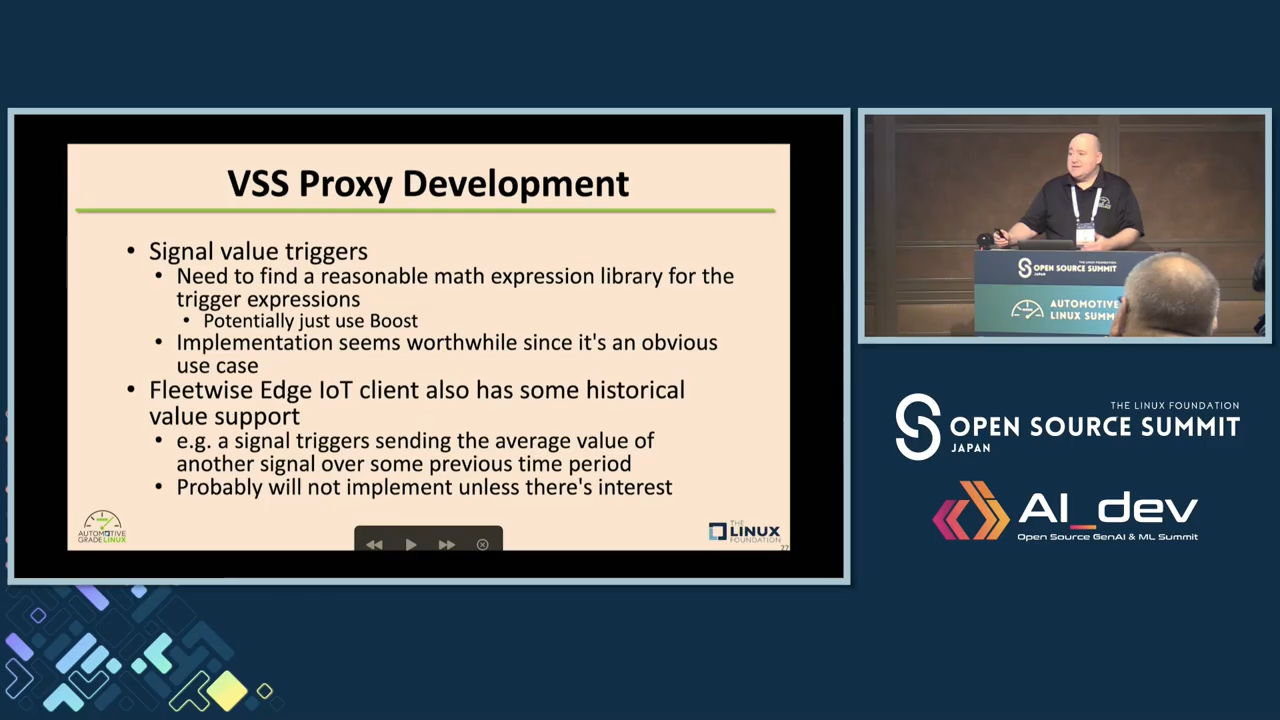 VSS Proxy Development
• Signal value triggers
• Need to find a reasonable math expression library for the
trigger expressions
• Potentially just use Boost
• Implementation seems worthwhile since it's an obvious
use case
• Fleetwise Edge IoT client also has some historical
value support
• e.g. a signal triggers sending the average value of
another signal over some previous time period
• Probably will not implement unless there's interest
AUTOMOTIVE
GRADE LINUX
THE
LINUX
FOUNDATION
27
THE LINUX FOUNDATION
OPEN SOURCE SUMMIT
AUTOMOTIVE
LINUX SUMM
THE LINUX FOUNDATION
OPEN SOURCE SUMMIT
JAPAN
AI_dev
Open Source GenAI & ML Summit